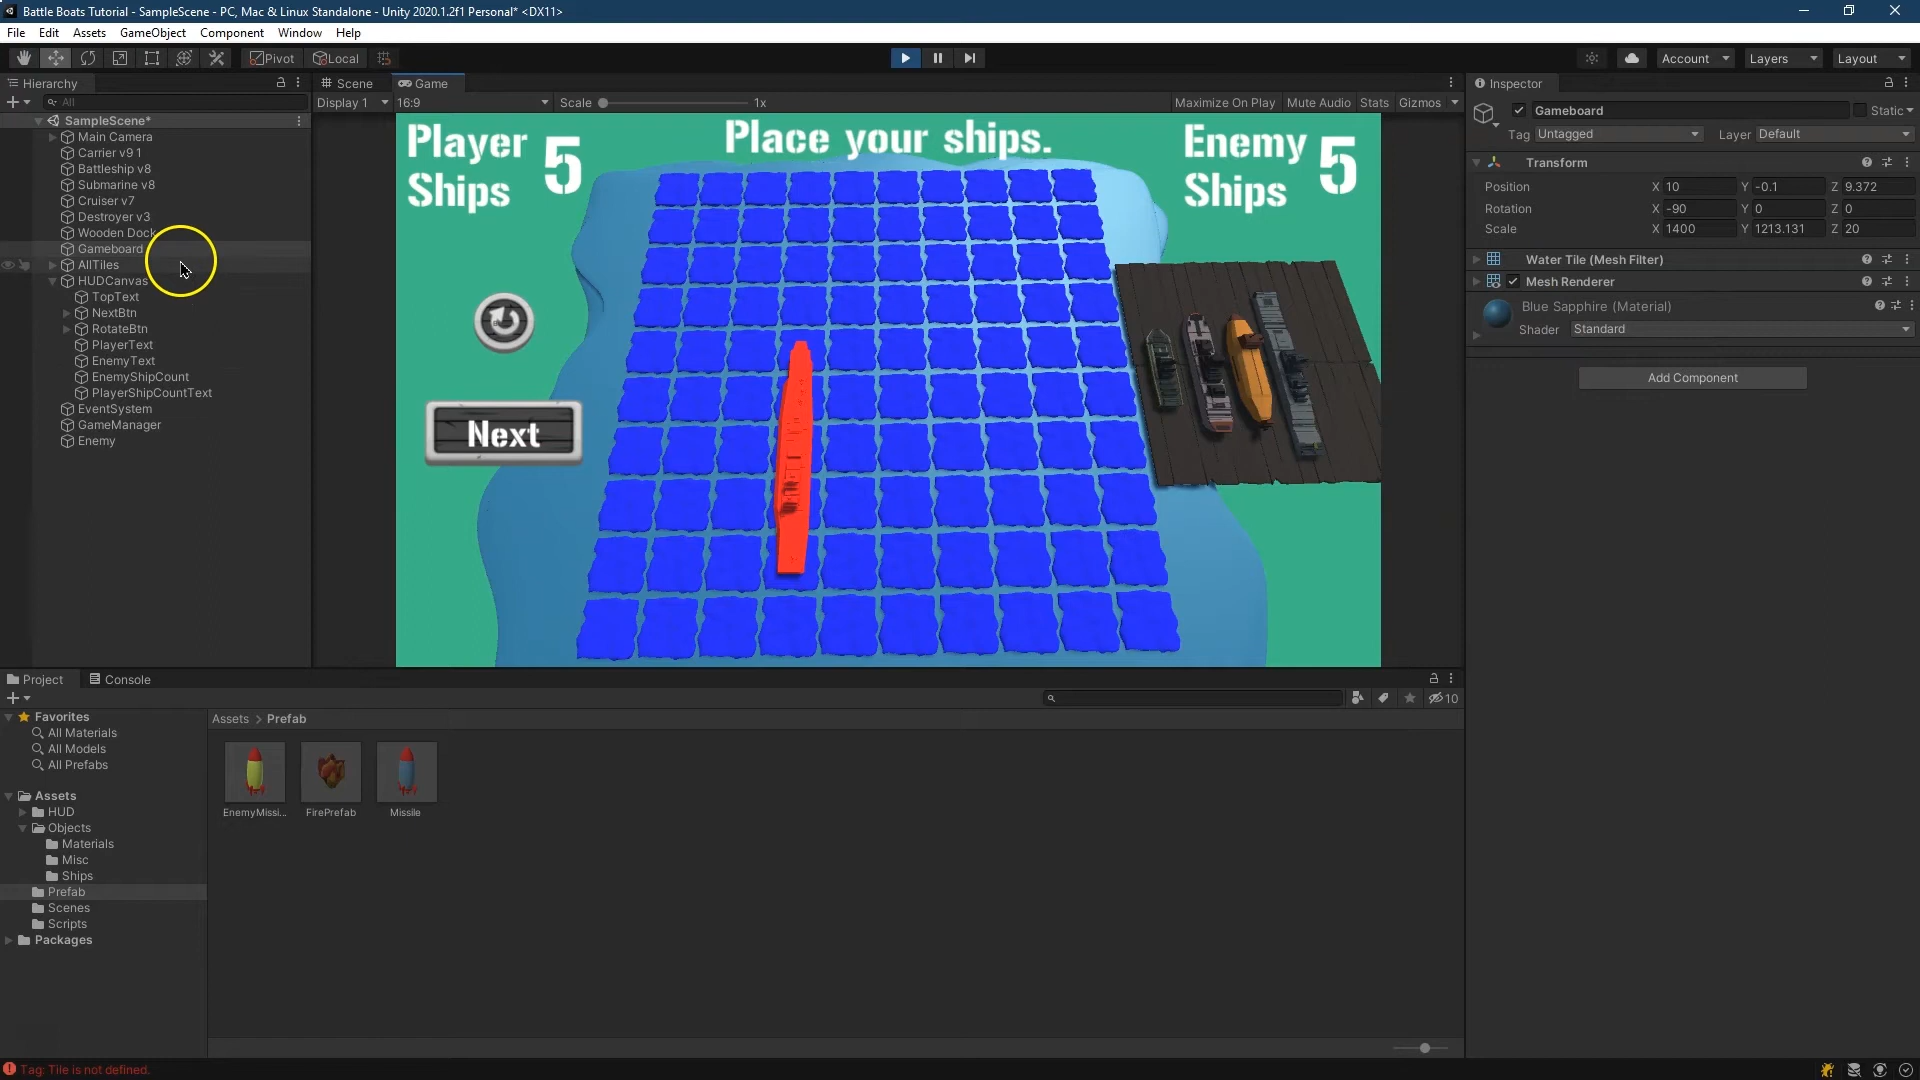 Battle Boats Tutorial - SampleScene - PC, Mac & Linux Standalone - Unity 2020.1.2f1 Personal* <DX11>
File Edit Assets GameObject Component Window Help
Pivot Local Account Layers Layout
Hierarchy
All
SampleScene*
Main Camera
Carrier v9 1
Battleship v8
Submarine v8
Cruiser v7
Destroyer v3
Wooden Dock
Gameboard
AllTiles
HUDCanvas
TopText
NextBtn
RotateBtn
PlayerText
EnemyText
EnemyShipCount
PlayerShipCountText
EventSystem
GameManager
Enemy
Scene Game
Display 1 16:9 Scale 1x Maximize On Play Mute Audio Stats Gizmos
Player Ships 5
Place your ships.
Enemy Ships 5
Next
Inspector
Gameboard Static
Tag Untagged Layer Default
Transform
Position X 10 Y -0.1 Z 9.372
Rotation X -90 Y 0 Z 0
Scale X 1400 Y 1213.131 Z 20
Water Tile (Mesh Filter)
Mesh Renderer
Blue Sapphire (Material)
Shader Standard
Add Component
Project Console
10
Favorites
All Materials
All Models
All Prefabs
Assets
HUD
Objects
Materials
Misc
Ships
Prefab
Scenes
Scripts
Packages
Assets > Prefab
EnemyMissi... FirePrefab Missile
Tag: Tile is not defined.